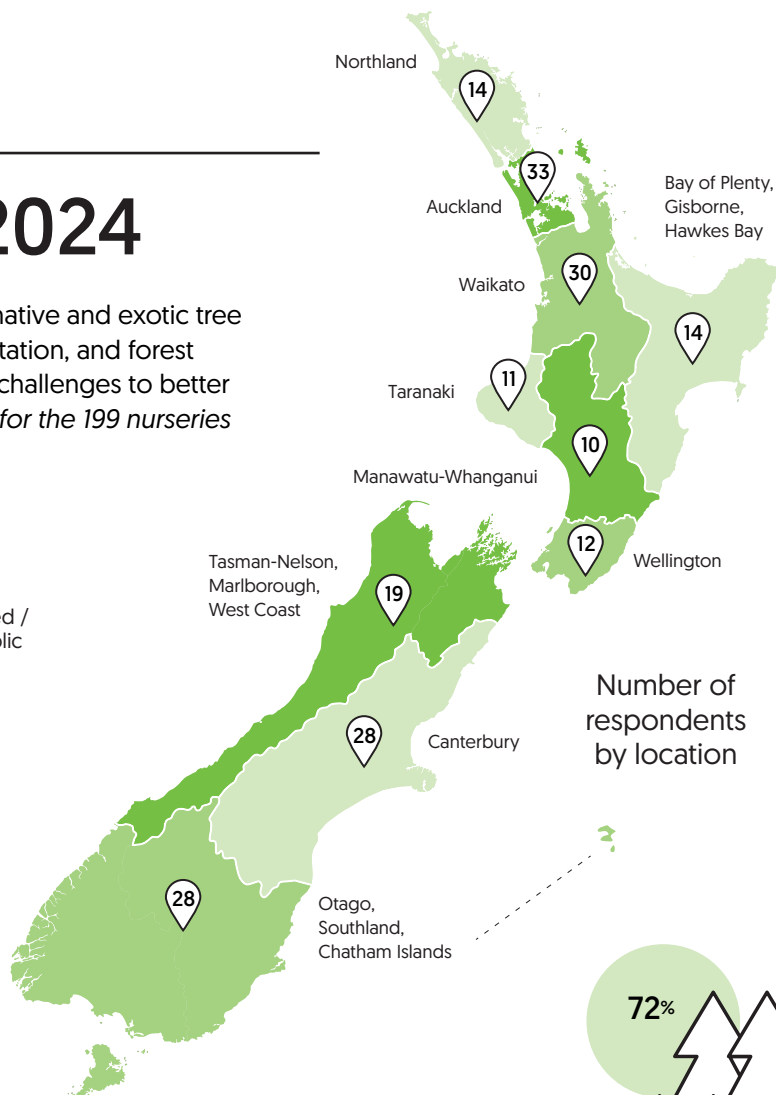 2024
native and exotic tree
tation, and forest
challenges to better
for the 199 nurseries
ed /
lic
Northland
14
33
Auckland
Bay of Plenty,
Gisborne,
Hawkes Bay
Waikato
30
14
Taranaki
11
10
Manawatu-Whanganui
12
Wellington
Tasman-Nelson,
Marlborough,
West Coast
19
Number of
respondents
by location
28
Canterbury
28
Otago,
Southland,
Chatham Islands
72%